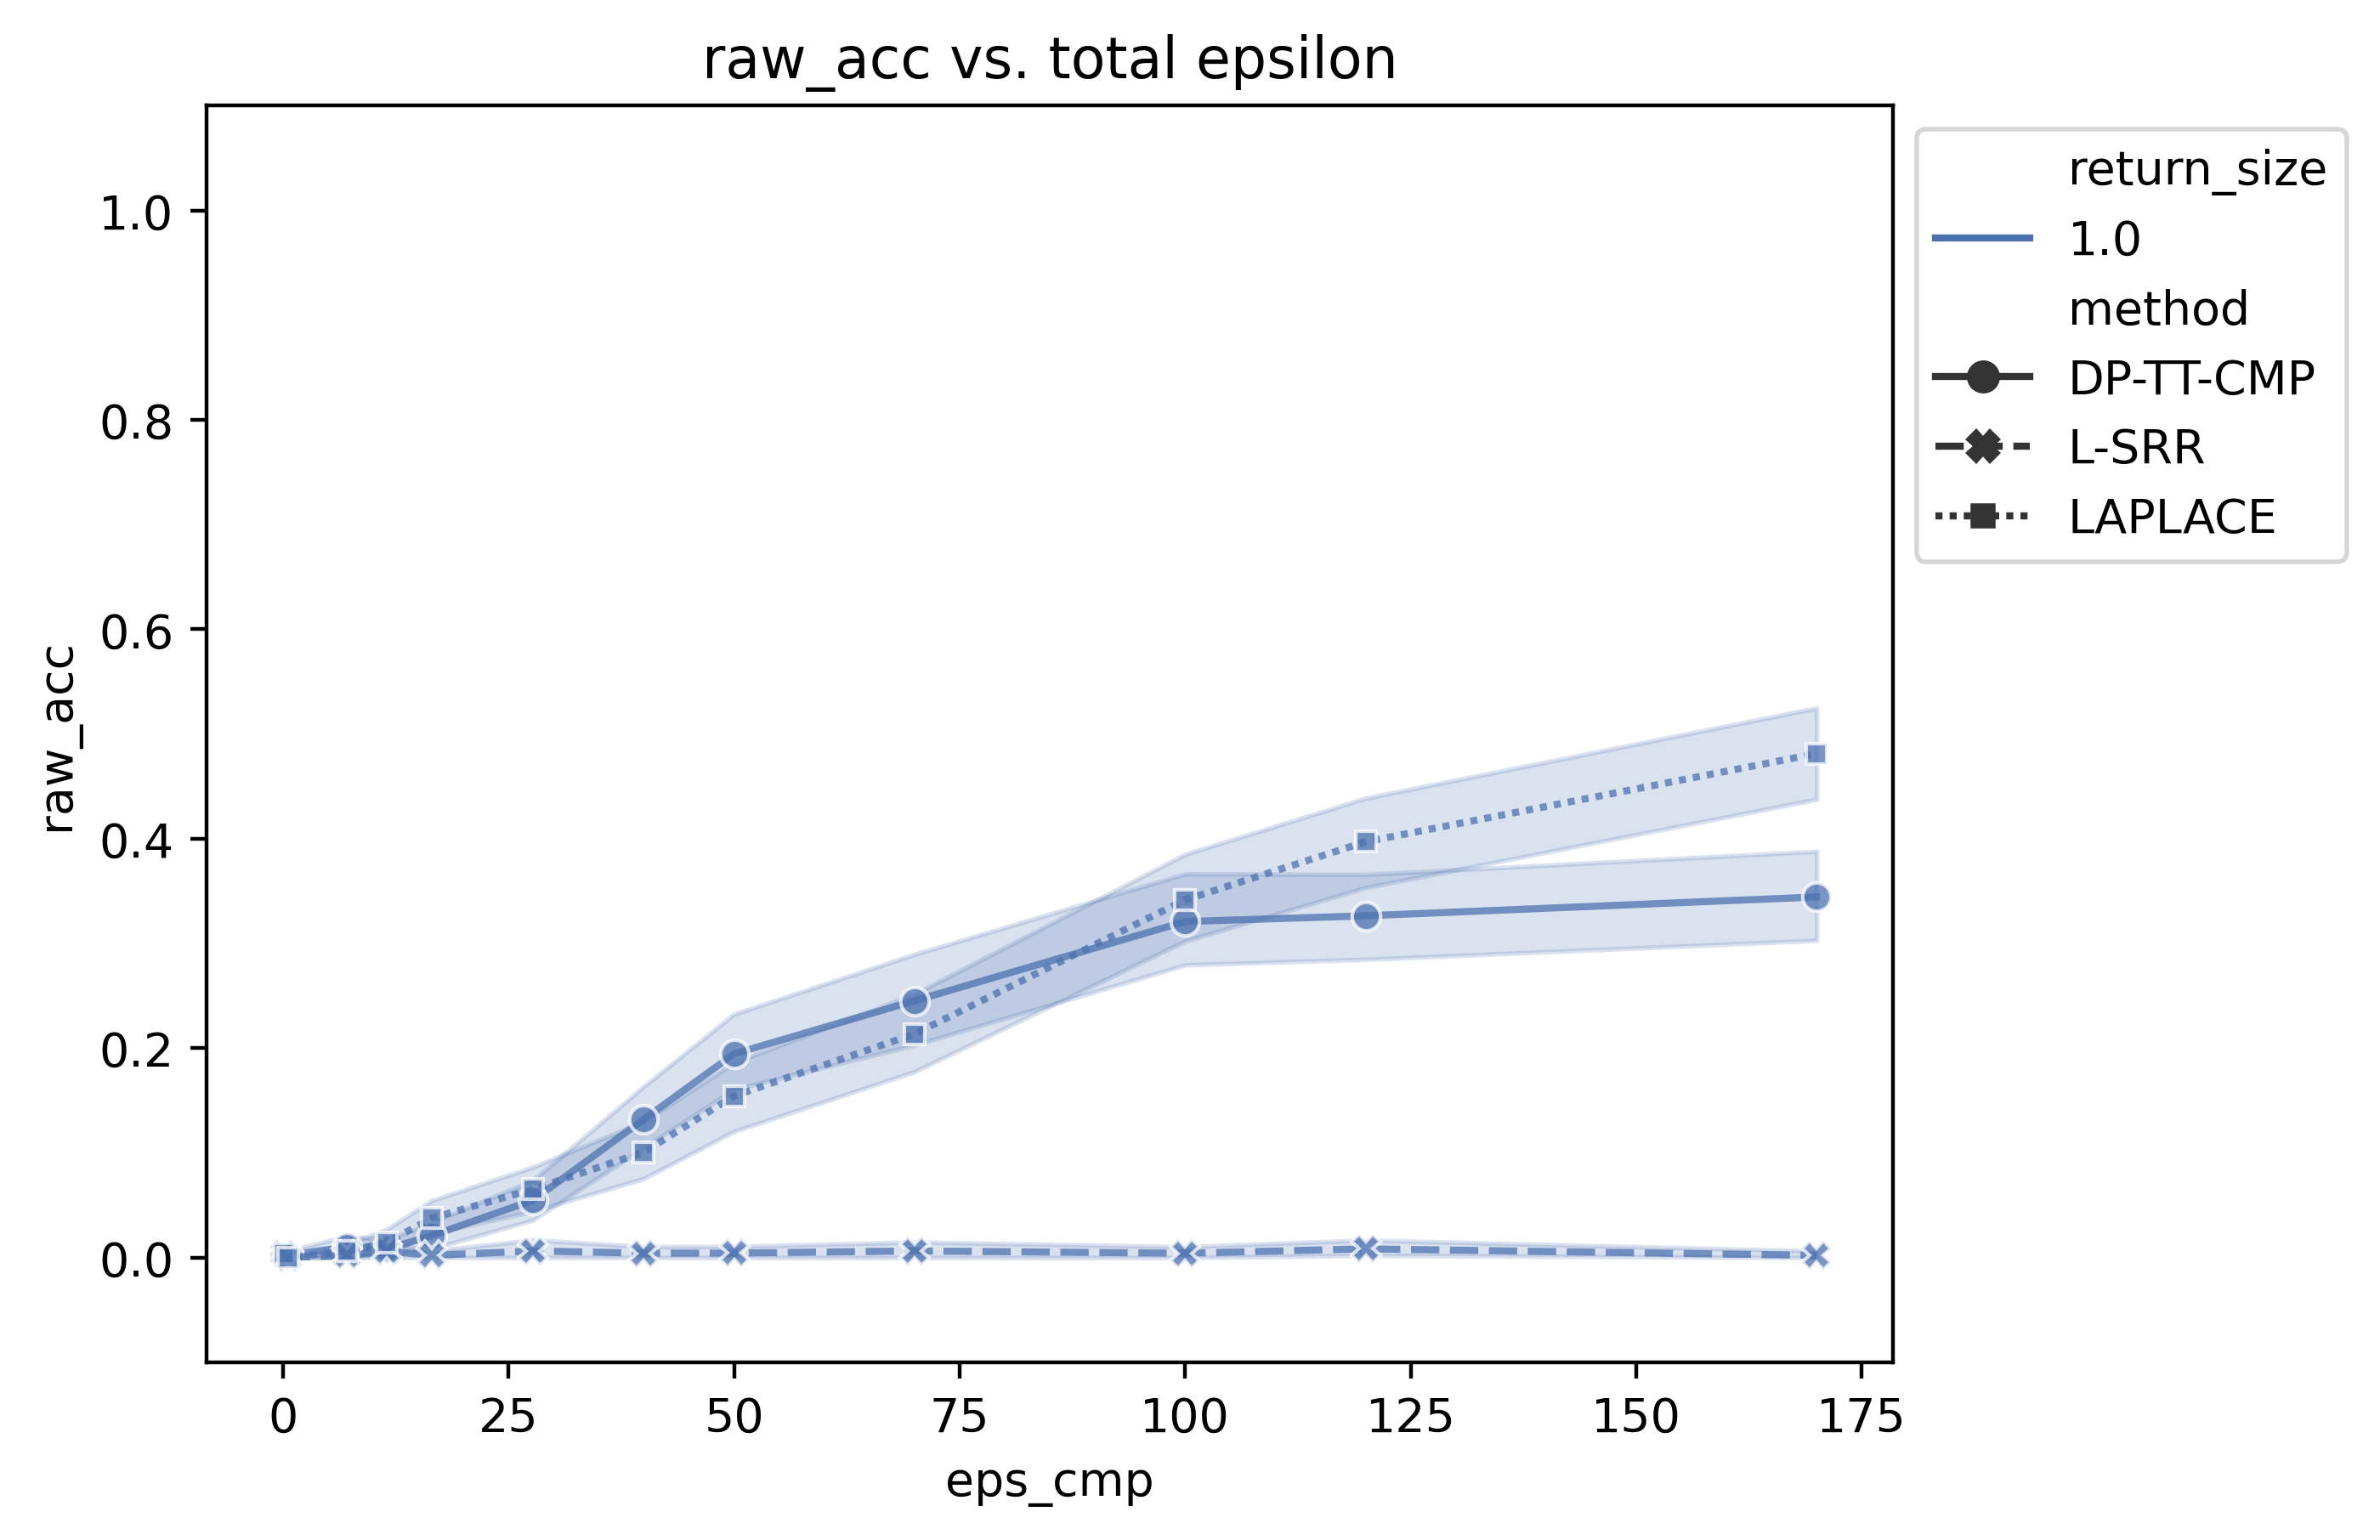 raw_acc vs. total epsilon
raw_acc
1.0
0.8
0.6
0.4
0.2
0.0
0 25 50 75 100 125 150 175
eps_cmp
return_size
1.0
method
DP-TT-CMP
L-SRR
LAPLACE